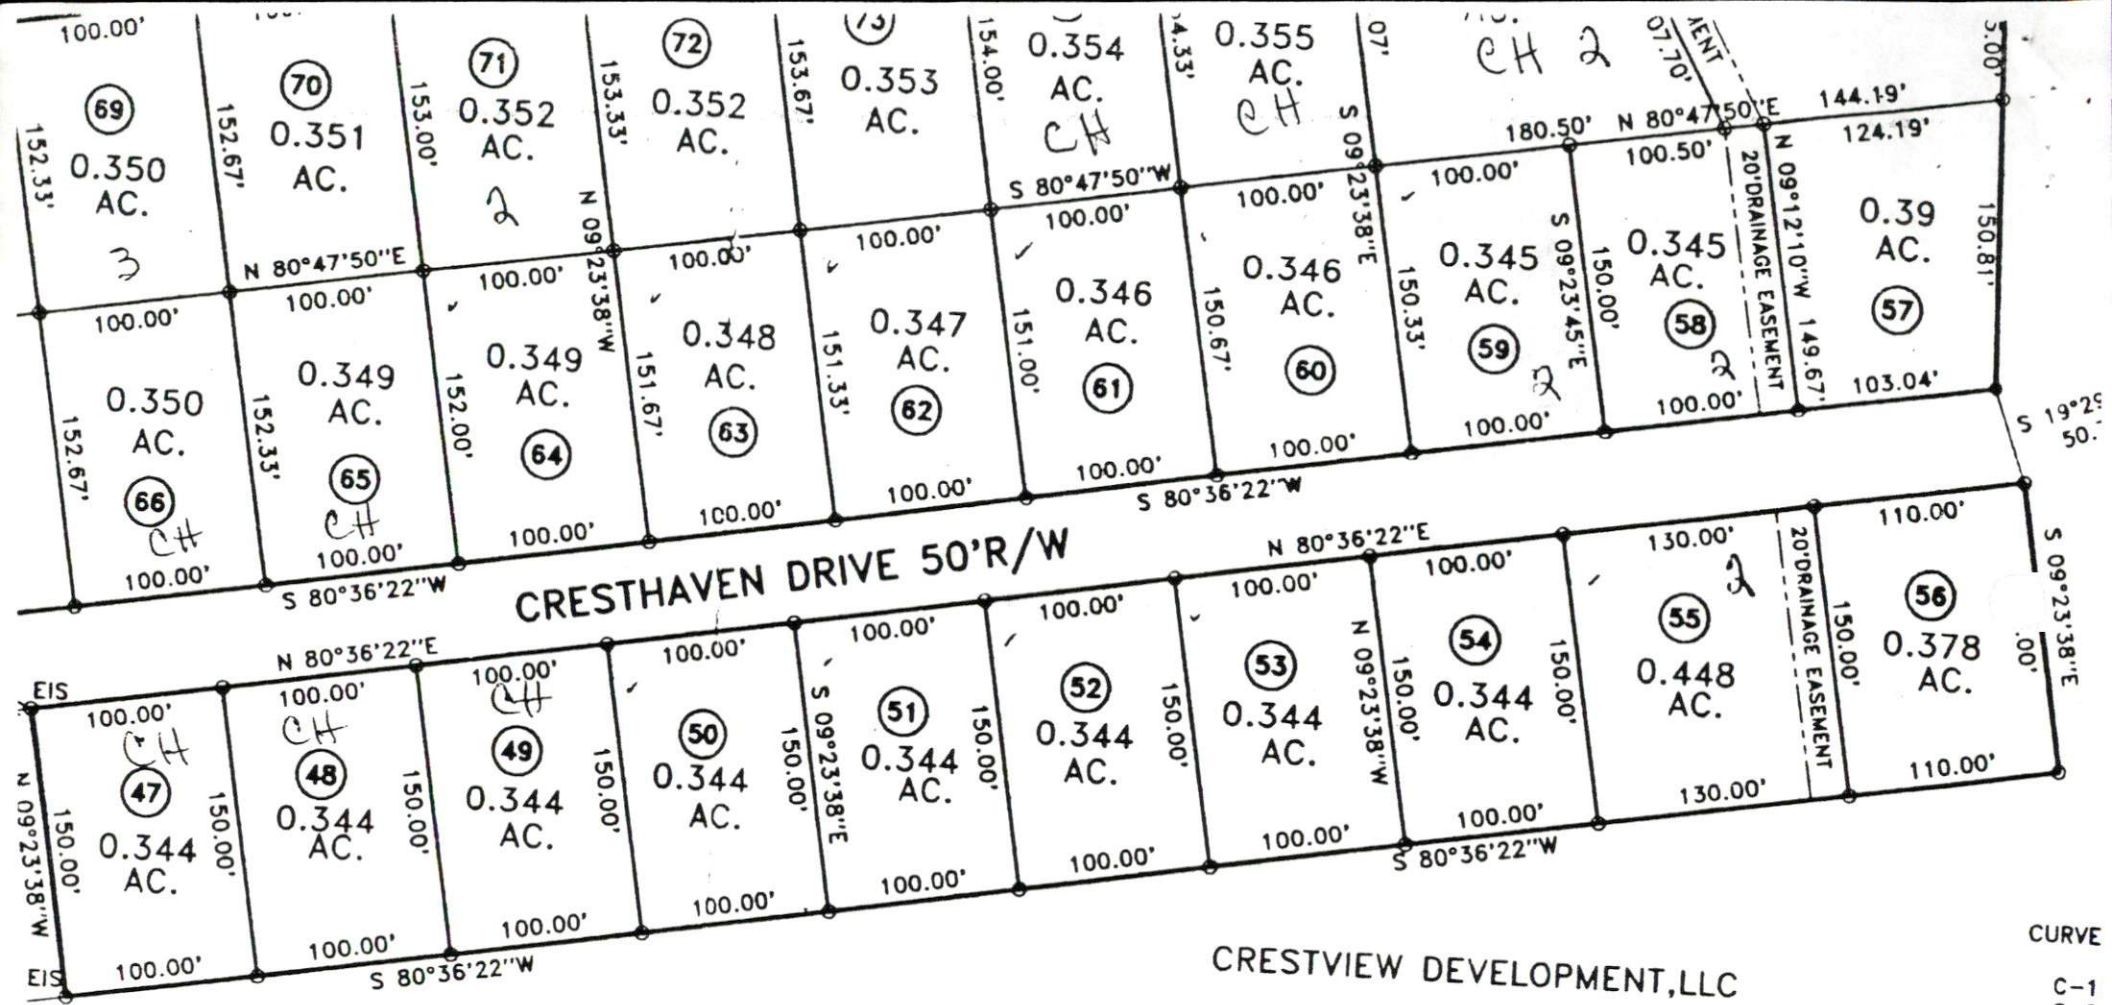 100.00'
69
0.350
AC.
3
152.33'
70
0.351
AC.
152.67'
71
0.352
AC.
2
153.00'
72
0.352
AC.
153.33'
73
0.353
AC.
153.67'
154.00'
0.354
AC.
CH
0.355
AC.
CH
4.33'
07'
CH 2
07.70'
MENT
144.19'
5.00'
N 80°47'50"E
S 80°47'50"W
180.50' N 80°47'50"E
N 09°23'38"W
S 09°23'38"E
100.00'
152.67'
0.350
AC.
66
CH
100.00'
100.00'
152.33'
0.349
AC.
65
CH
100.00'
100.00'
152.00'
0.349
AC.
64
100.00'
100.00'
151.67'
0.348
AC.
63
100.00'
100.00'
151.33'
0.347
AC.
62
100.00'
100.00'
151.00'
0.346
AC.
61
100.00'
100.00'
150.67'
0.346
AC.
60
100.00'
100.00'
150.33'
0.345
AC.
59
2
100.00'
S 09°23'45"E
100.50'
150.00'
0.345
AC.
58
2
100.00'
20'DRAINAGE EASEMENT
N 09°12'10"W 149.67'
124.19'
0.39
AC.
57
150.81'
103.04'
S 19°29
50.
S 80°36'22"W
S 80°36'22"W
CRESTHAVEN DRIVE 50'R/W
N 80°36'22"E
N 80°36'22"E
EIS
N 09°23'38"W
100.00'
CH
47
0.344
AC.
150.00'
100.00'
EIS
100.00'
CH
48
0.344
AC.
150.00'
100.00'
100.00'
CH
49
0.344
AC.
150.00'
100.00'
100.00'
50
0.344
AC.
150.00'
100.00'
S 09°23'38"E
100.00'
51
0.344
AC.
150.00'
100.00'
100.00'
52
0.344
AC.
150.00'
100.00'
100.00'
53
0.344
AC.
150.00'
100.00'
N 09°23'38"W
100.00'
54
0.344
AC.
150.00'
100.00'
130.00'
2
55
0.448
AC.
150.00'
130.00'
20'DRAINAGE EASEMENT
110.00'
56
0.378
AC.
.00'
110.00'
S 09°23'38"E
S 80°36'22"W
S 80°36'22"W
CRESTVIEW DEVELOPMENT,LLC
CURVE
C-1